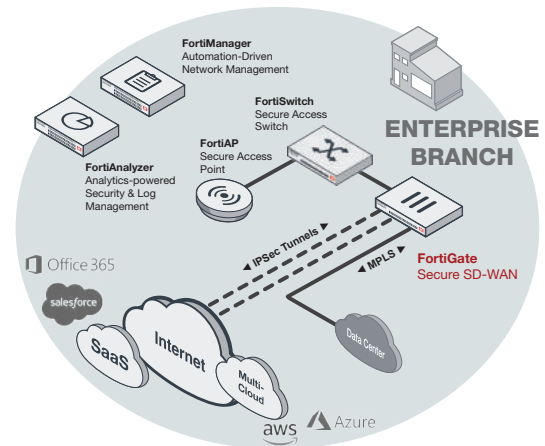 FortiManager
Automation-Driven
Network Management
FortiSwitch
Secure Access
Switch
ENTERPRISE
BRANCH
FortiAP
Secure Access
Point
FortiAnalyzer
Analytics-powered
Security & Log
Management
IPSec Tunnels
MPLS
FortiGate
Secure SD-WAN
Office 365
salesforce
SaaS
Internet
Multi-
Cloud
Data Center
aws
Azure